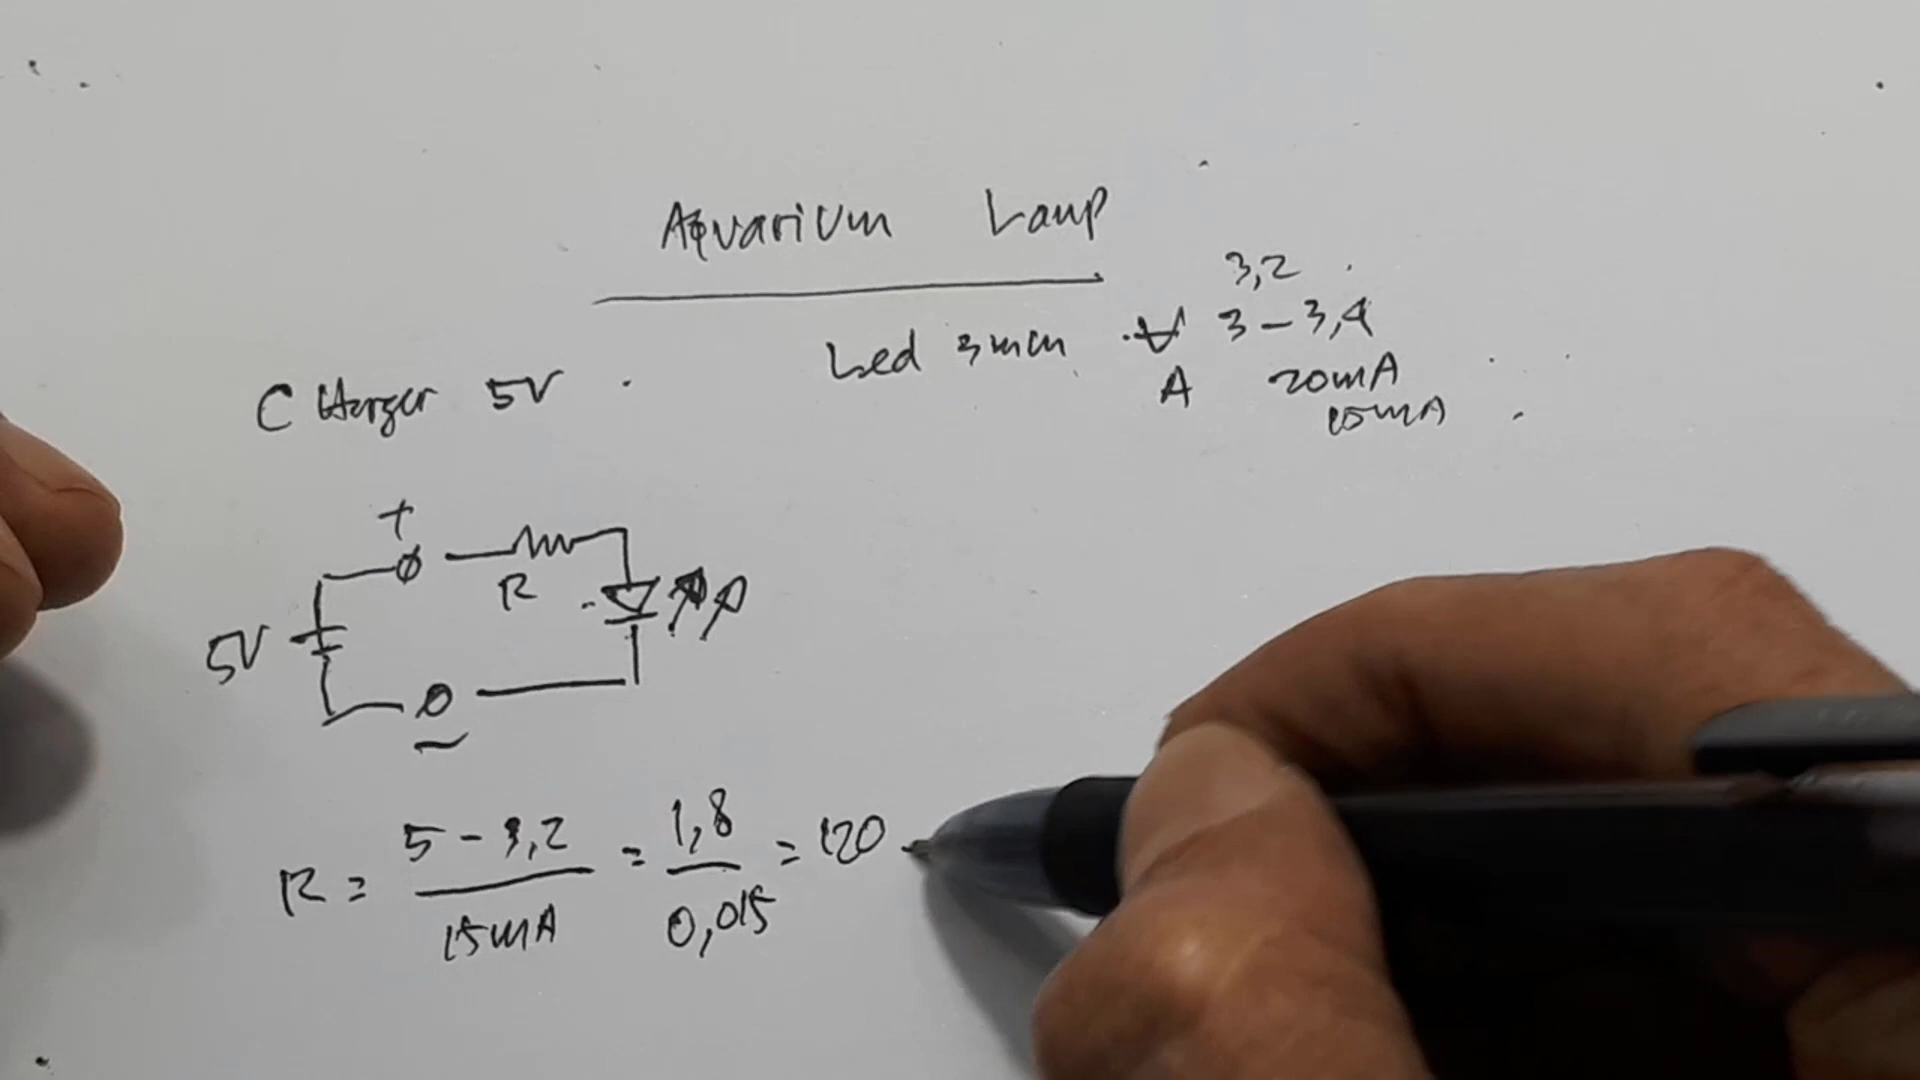 Aquarium Lamp
3,2
Led 3mm V 3-3,4
Charger 5V A 20mA
15mA
+
R
5V
-
R = 5-3,2 / 15mA = 1,8 / 0,015 = 120